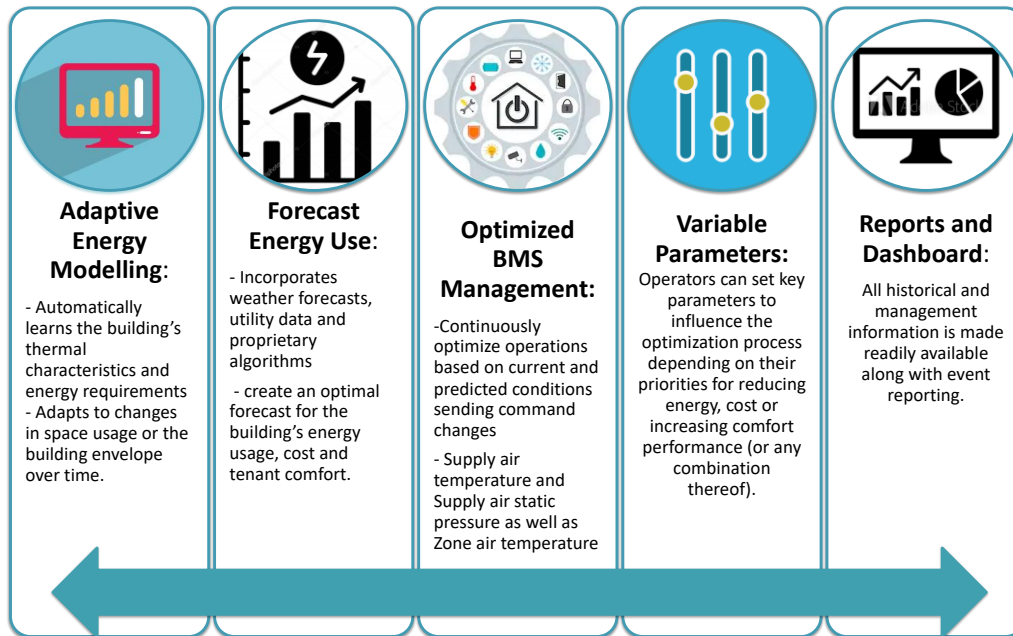 Adaptive
Energy
Modelling:
- Automatically
learns the building's
thermal
characteristics and
energy requirements
- Adapts to changes
in space usage or the
building envelope
over time.
Forecast
Energy Use:
- Incorporates
weather forecasts,
utility data and
proprietary
algorithms
- create an optimal
forecast for the
building's energy
usage, cost and
tenant comfort.
Optimized
BMS
Management:
-Continuously
optimize operations
based on current and
predicted conditions
sending command
changes
- Supply air
temperature and
Supply air static
pressure as well as
Zone air temperature
Variable
Parameters:
Operators can set key
parameters to
influence the
optimization process
depending on their
priorities for reducing
energy, cost or
increasing comfort
performance (or any
combination
thereof).
Reports and
Dashboard:
All historical and
management
information is made
readily available
along with event
reporting.